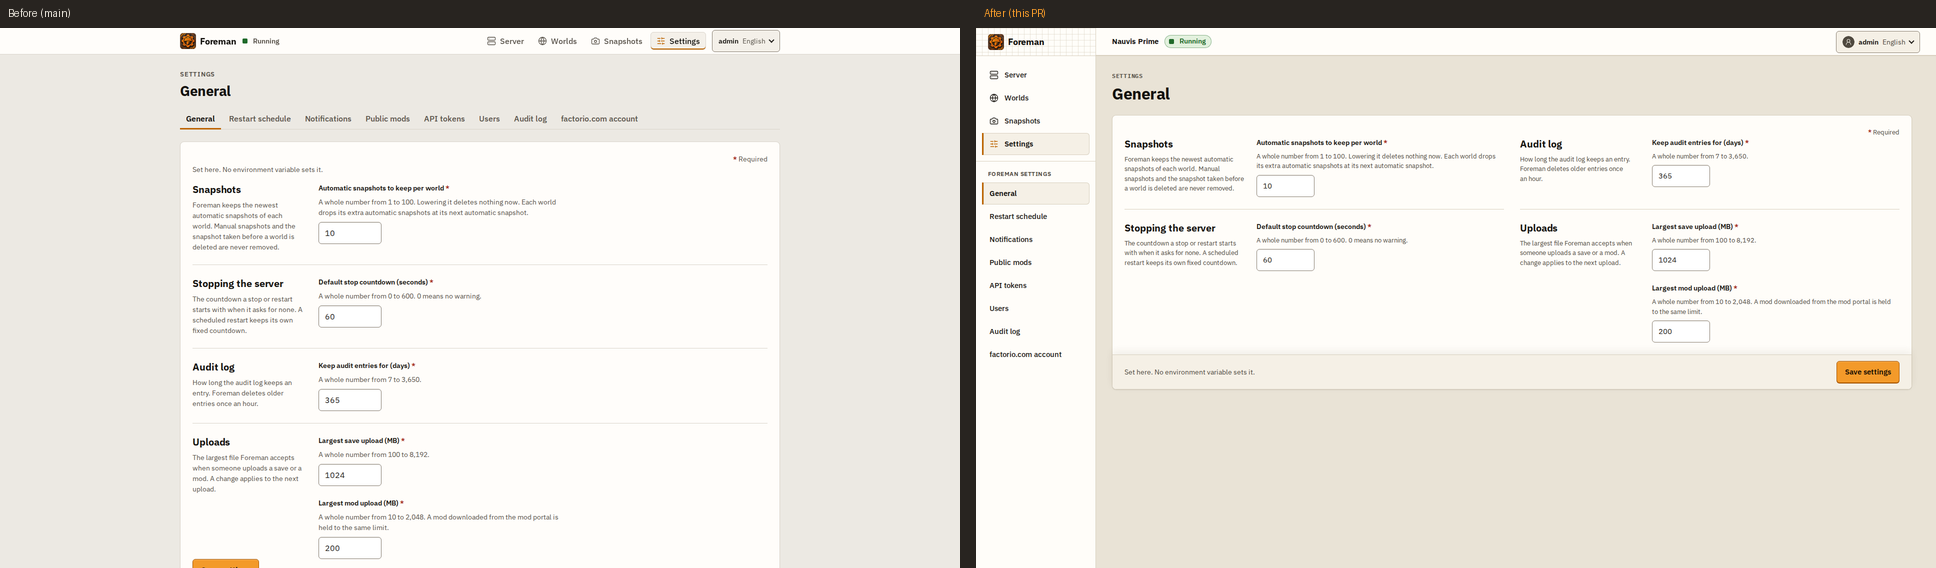 Before (main)
Foreman
Running
Server
Worlds
Snapshots
Settings
admin English
SETTINGS
General
General
Restart schedule
Notifications
Public mods
API tokens
Users
Audit log
factorio.com account
* Required
Set here. No environment variable sets it.
Snapshots
Foreman keeps the newest
automatic snapshots of each
world. Manual snapshots and the
snapshot taken before a world is
deleted are never removed.
Automatic snapshots to keep per world *
A whole number from 1 to 100. Lowering it deletes nothing now. Each world
drops its extra automatic snapshots at its next automatic snapshot.
10
Stopping the server
The countdown a stop or restart
starts with when it asks for none. A
scheduled restart keeps its own
fixed countdown.
Default stop countdown (seconds) *
A whole number from 0 to 600. 0 means no warning.
60
Audit log
How long the audit log keeps an
entry. Foreman deletes older
entries once an hour.
Keep audit entries for (days) *
A whole number from 7 to 3,650.
365
Uploads
The largest file Foreman accepts
when someone uploads a save or a
mod. A change applies to the next
upload.
Largest save upload (MB) *
A whole number from 100 to 8,192.
1024
Largest mod upload (MB) *
A whole number from 10 to 2,048. A mod downloaded from the mod portal is
held to the same limit.
200
After (this PR)
Foreman
Nauvis Prime
Running
admin English
Server
Worlds
Snapshots
Settings
FOREMAN SETTINGS
General
Restart schedule
Notifications
Public mods
API tokens
Users
Audit log
factorio.com account
SETTINGS
General
* Required
Snapshots
Foreman keeps the newest automatic
snapshots of each world. Manual
snapshots and the snapshot taken before
a world is deleted are never removed.
Automatic snapshots to keep per world *
A whole number from 1 to 100. Lowering it deletes nothing now. Each world drops
its extra automatic snapshots at its next automatic snapshot.
10
Audit log
How long the audit log keeps an entry.
Foreman deletes older entries once
an hour.
Keep audit entries for (days) *
A whole number from 7 to 3,650.
365
Stopping the server
The countdown a stop or restart starts
with when it asks for none. A scheduled
restart keeps its own fixed countdown.
Default stop countdown (seconds) *
A whole number from 0 to 600. 0 means no warning.
60
Uploads
The largest file Foreman accepts when
someone uploads a save or a mod. A
change applies to the next upload.
Largest save upload (MB) *
A whole number from 100 to 8,192.
1024
Largest mod upload (MB) *
A whole number from 10 to 2,048. A mod downloaded from the mod portal is held
to the same limit.
200
Set here. No environment variable sets it.
Save settings